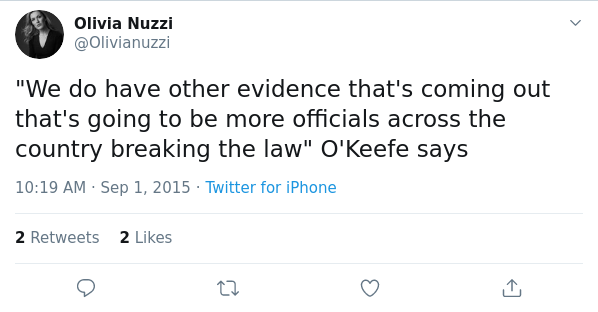 Olivia Nuzzi
@Olivianuzzi
"We do have other evidence that's coming out
that's going to be more officials across the
country breaking the law" O'Keefe says
10:19 AM · Sep 1, 2015 · Twitter for iPhone
2 Retweets 2 Likes